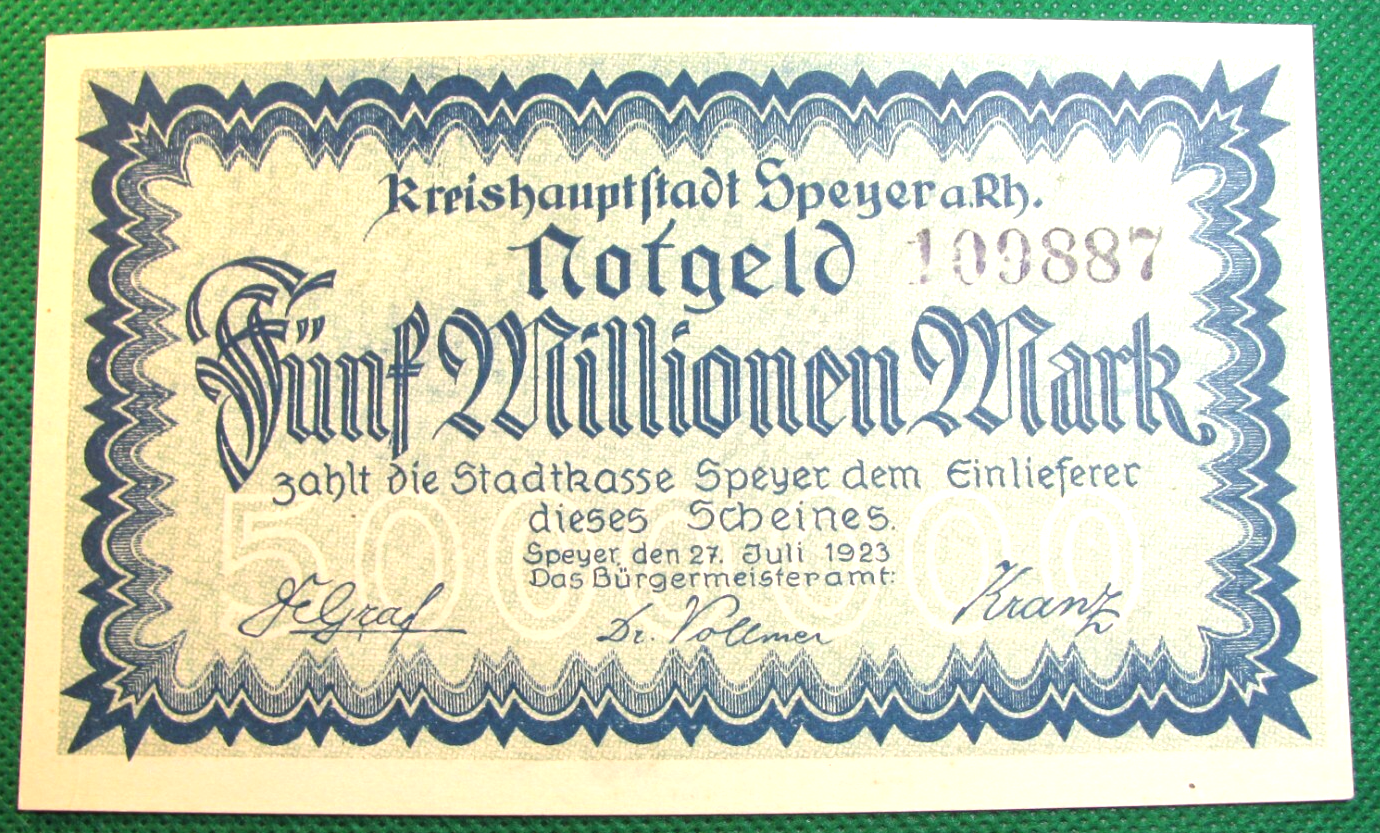 Kreishauptstadt Speyer a.Rh.
Notgeld 109887
Fünf Millionen Mark
zahlt die Stadtkasse Speyer dem Einlieferer
dieses Scheines.
5000000
Speyer, den 27. Juli 1923
Das Bürgermeisteramt:
Graf Dr. Vollmer Kranz